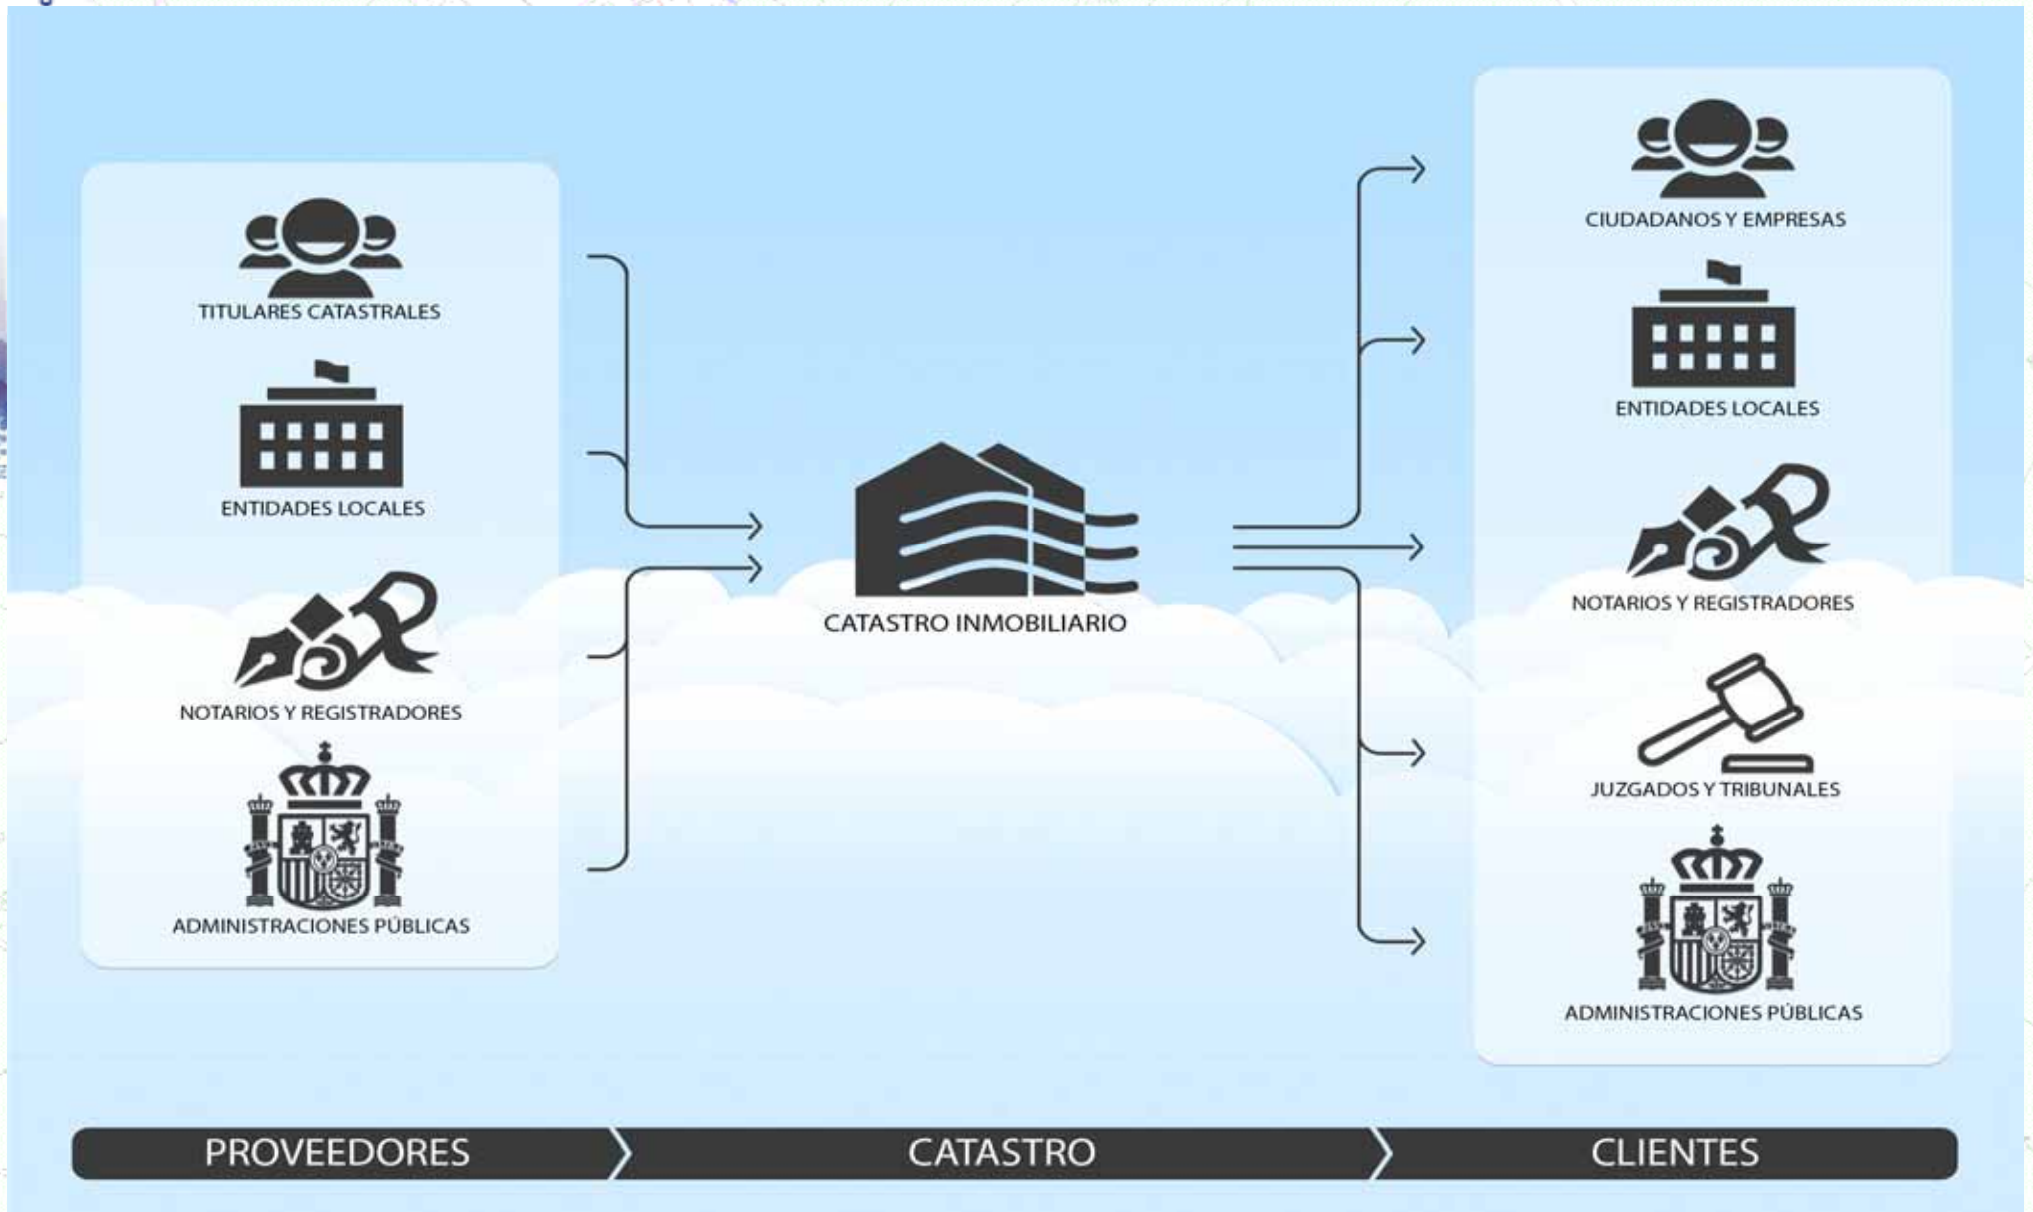 TITULARES CATASTRALES
ENTIDADES LOCALES
NOTARIOS Y REGISTRADORES
ADMINISTRACIONES PÚBLICAS
CATASTRO INMOBILIARIO
CIUDADANOS Y EMPRESAS
ENTIDADES LOCALES
NOTARIOS Y REGISTRADORES
JUZGADOS Y TRIBUNALES
ADMINISTRACIONES PÚBLICAS
PROVEEDORES
CATASTRO
CLIENTES